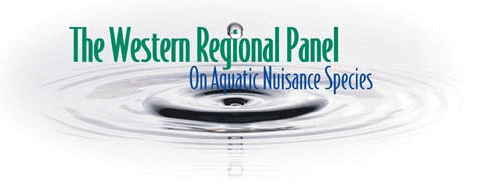 The Western Regional Panel
On Aquatic Nuisance Species